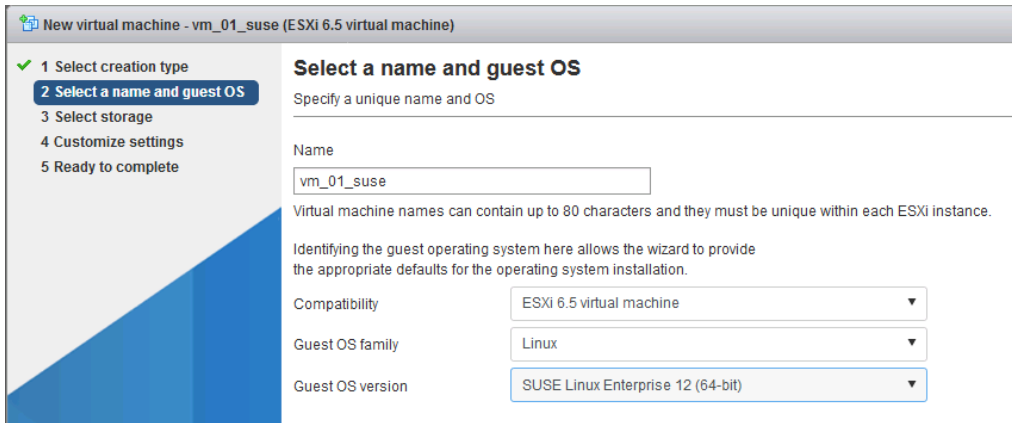 New virtual machine - vm_01_suse (ESXi 6.5 virtual machine)
1 Select creation type
2 Select a name and guest OS
3 Select storage
4 Customize settings
5 Ready to complete
Select a name and guest OS
Specify a unique name and OS
Name
vm_01_suse
Virtual machine names can contain up to 80 characters and they must be unique within each ESXi instance.
Identifying the guest operating system here allows the wizard to provide
the appropriate defaults for the operating system installation.
Compatibility ESXi 6.5 virtual machine
Guest OS family Linux
Guest OS version SUSE Linux Enterprise 12 (64-bit)